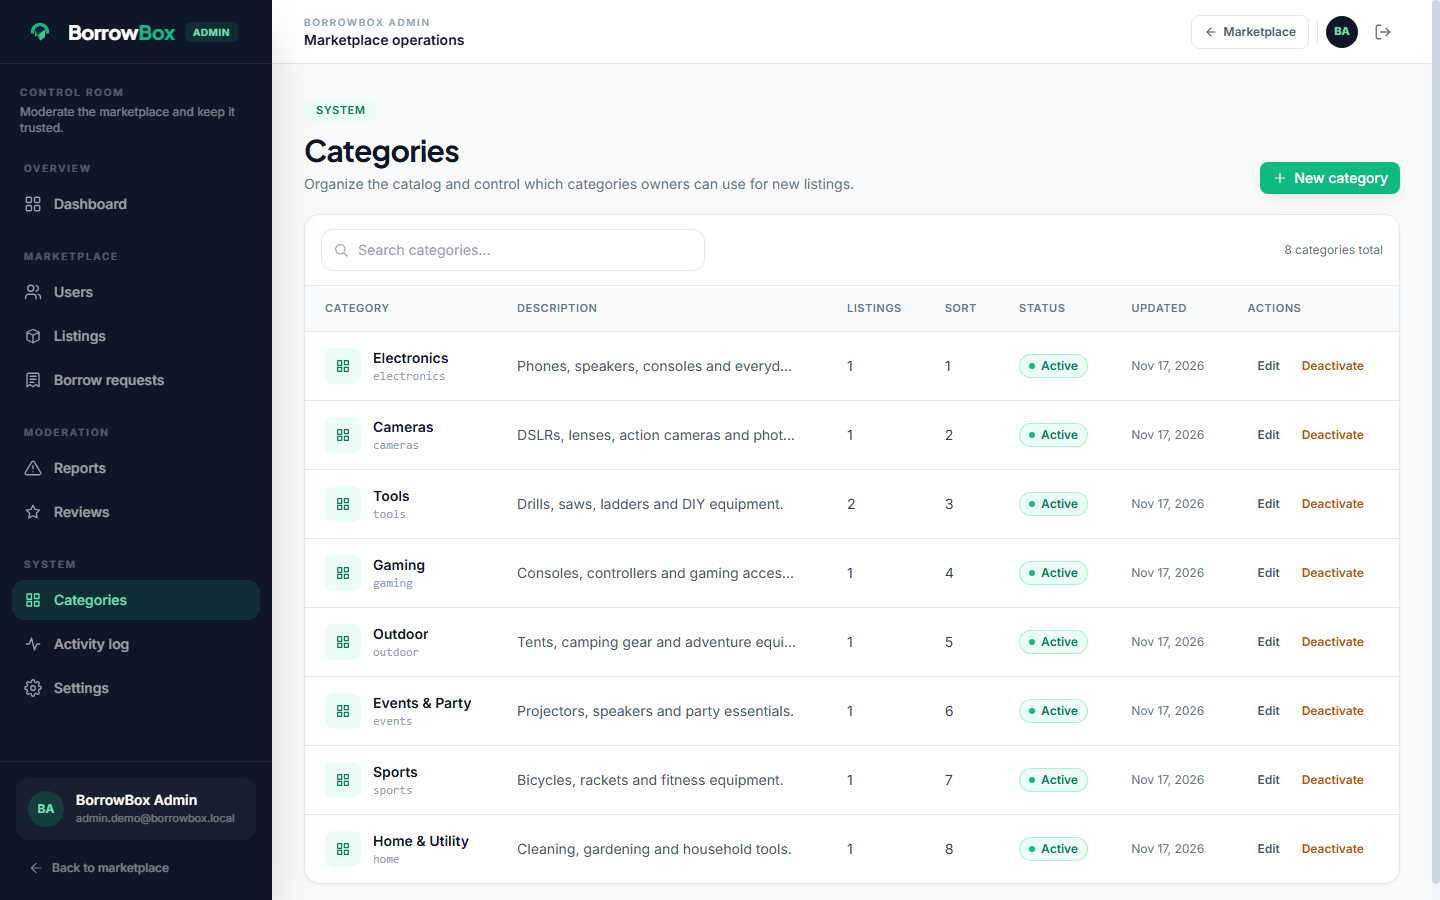 BorrowBox ADMIN
CONTROL ROOM
Moderate the marketplace and keep it
trusted.
OVERVIEW
Dashboard
MARKETPLACE
Users
Listings
Borrow requests
MODERATION
Reports
Reviews
SYSTEM
Categories
Activity log
Settings
BA
BorrowBox Admin
admin.demo@borrowbox.local
Back to marketplace
BORROWBOX ADMIN
Marketplace operations
Marketplace
BA
SYSTEM
Categories
Organize the catalog and control which categories owners can use for new listings.
New category
Search categories...
8 categories total
CATEGORY DESCRIPTION LISTINGS SORT STATUS UPDATED ACTIONS
Electronics
electronics
Phones, speakers, consoles and everyd... 1 1 Active Nov 17, 2026 Edit Deactivate
Cameras
cameras
DSLRs, lenses, action cameras and phot... 1 2 Active Nov 17, 2026 Edit Deactivate
Tools
tools
Drills, saws, ladders and DIY equipment. 2 3 Active Nov 17, 2026 Edit Deactivate
Gaming
gaming
Consoles, controllers and gaming acces... 1 4 Active Nov 17, 2026 Edit Deactivate
Outdoor
outdoor
Tents, camping gear and adventure equi... 1 5 Active Nov 17, 2026 Edit Deactivate
Events & Party
events
Projectors, speakers and party essentials. 1 6 Active Nov 17, 2026 Edit Deactivate
Sports
sports
Bicycles, rackets and fitness equipment. 1 7 Active Nov 17, 2026 Edit Deactivate
Home & Utility
home
Cleaning, gardening and household tools. 1 8 Active Nov 17, 2026 Edit Deactivate